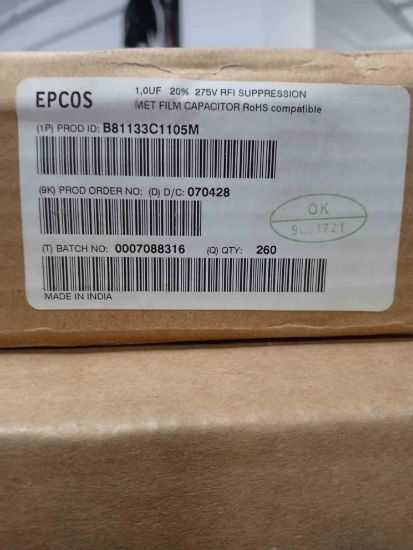 EPCOS
1,0UF 20% 275V RFI SUPPRESSION
MET FILM CAPACITOR RoHS compatible
(1P) PROD ID: B81133C1105M
(9K) PROD ORDER NO: (D) D/C: 070428
OK
(T) BATCH NO: 0007088316 (Q) QTY: 260
MADE IN INDIA